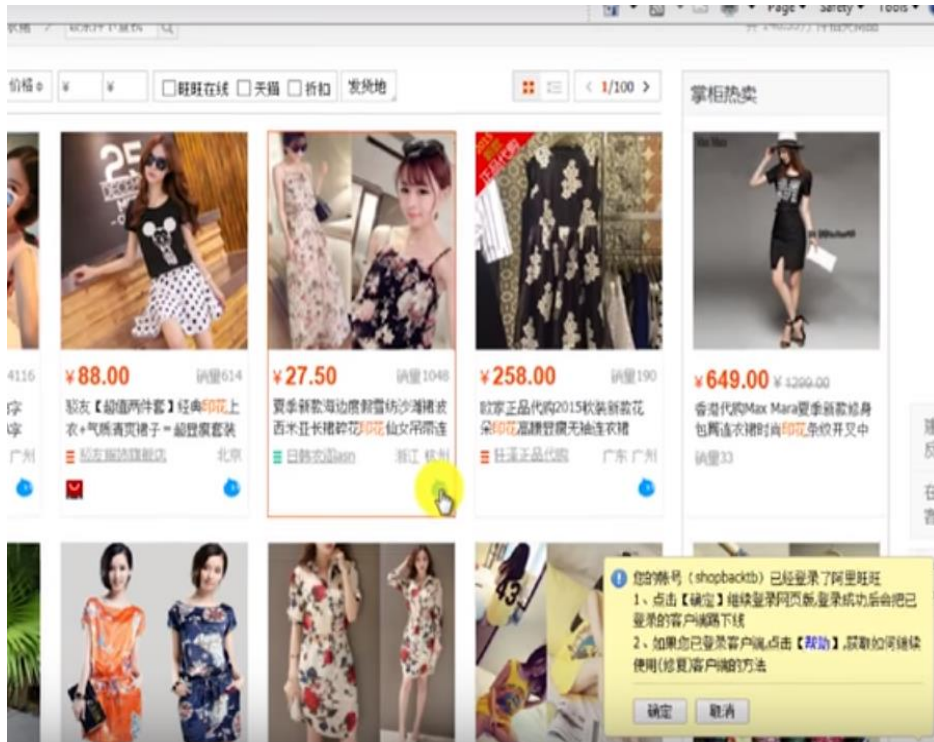 Page
Safety
Tools
价格
¥
¥
旺旺在线
天猫
折扣
发货地
1/100
掌柜热卖
25
Max Mara
2015
正品代购
43
4116
¥88.00
销量614
¥27.50
销量1048
¥258.00
销量190
¥649.00
¥1299.00
【超值两件套】经典印花上
衣+气质清爽裙子=超显瘦套装
夏季新款海边度假雪纺沙滩裙波
西米亚长裙碎花印花仙女吊带连
欧家正品代购2015秋装新款花
朵印花高腰显瘦无袖连衣裙
香港代购Max Mara夏季新款修身
包臀连衣裙时尚印花条纹开叉中
广州
北京
浙江 杭州
广东 广州
销量33
您的帐号（shopbacktb）已经登录了阿里旺旺
1、点击【确定】继续登录网页版,登录成功后会把已
登录的客户端踢下线
2、如果您已登录客户端,点击【帮助】,获取如何继续
使用(修复)客户端的方法
确定
取消